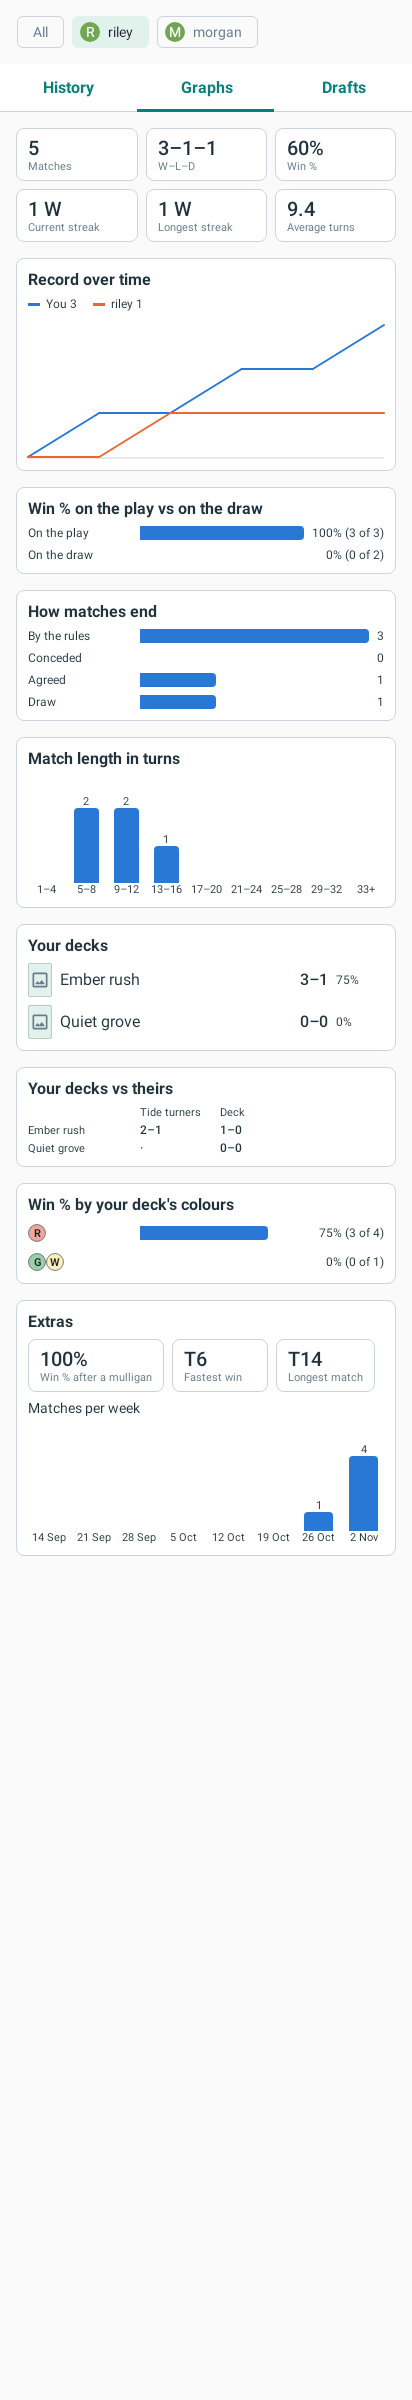 All
R riley
M morgan
History Graphs Drafts
5 3–1–1 60%
Matches W–L–D Win %
1 W 1 W 9.4
Current streak Longest streak Average turns
Record over time
You 3 riley 1
Win % on the play vs on the draw
On the play 100% (3 of 3)
On the draw 0% (0 of 2)
How matches end
By the rules 3
Conceded 0
Agreed 1
Draw 1
Match length in turns
2 2
1
1–4 5–8 9–12 13–16 17–20 21–24 25–28 29–32 33+
Your decks
Ember rush 3–1 75%
Quiet grove 0–0 0%
Your decks vs theirs
Tide turners Deck
Ember rush 2–1 1–0
Quiet grove · 0–0
Win % by your deck's colours
R 75% (3 of 4)
G W 0% (0 of 1)
Extras
100% T6 T14
Win % after a mulligan Fastest win Longest match
Matches per week
4
1
14 Sep 21 Sep 28 Sep 5 Oct 12 Oct 19 Oct 26 Oct 2 Nov